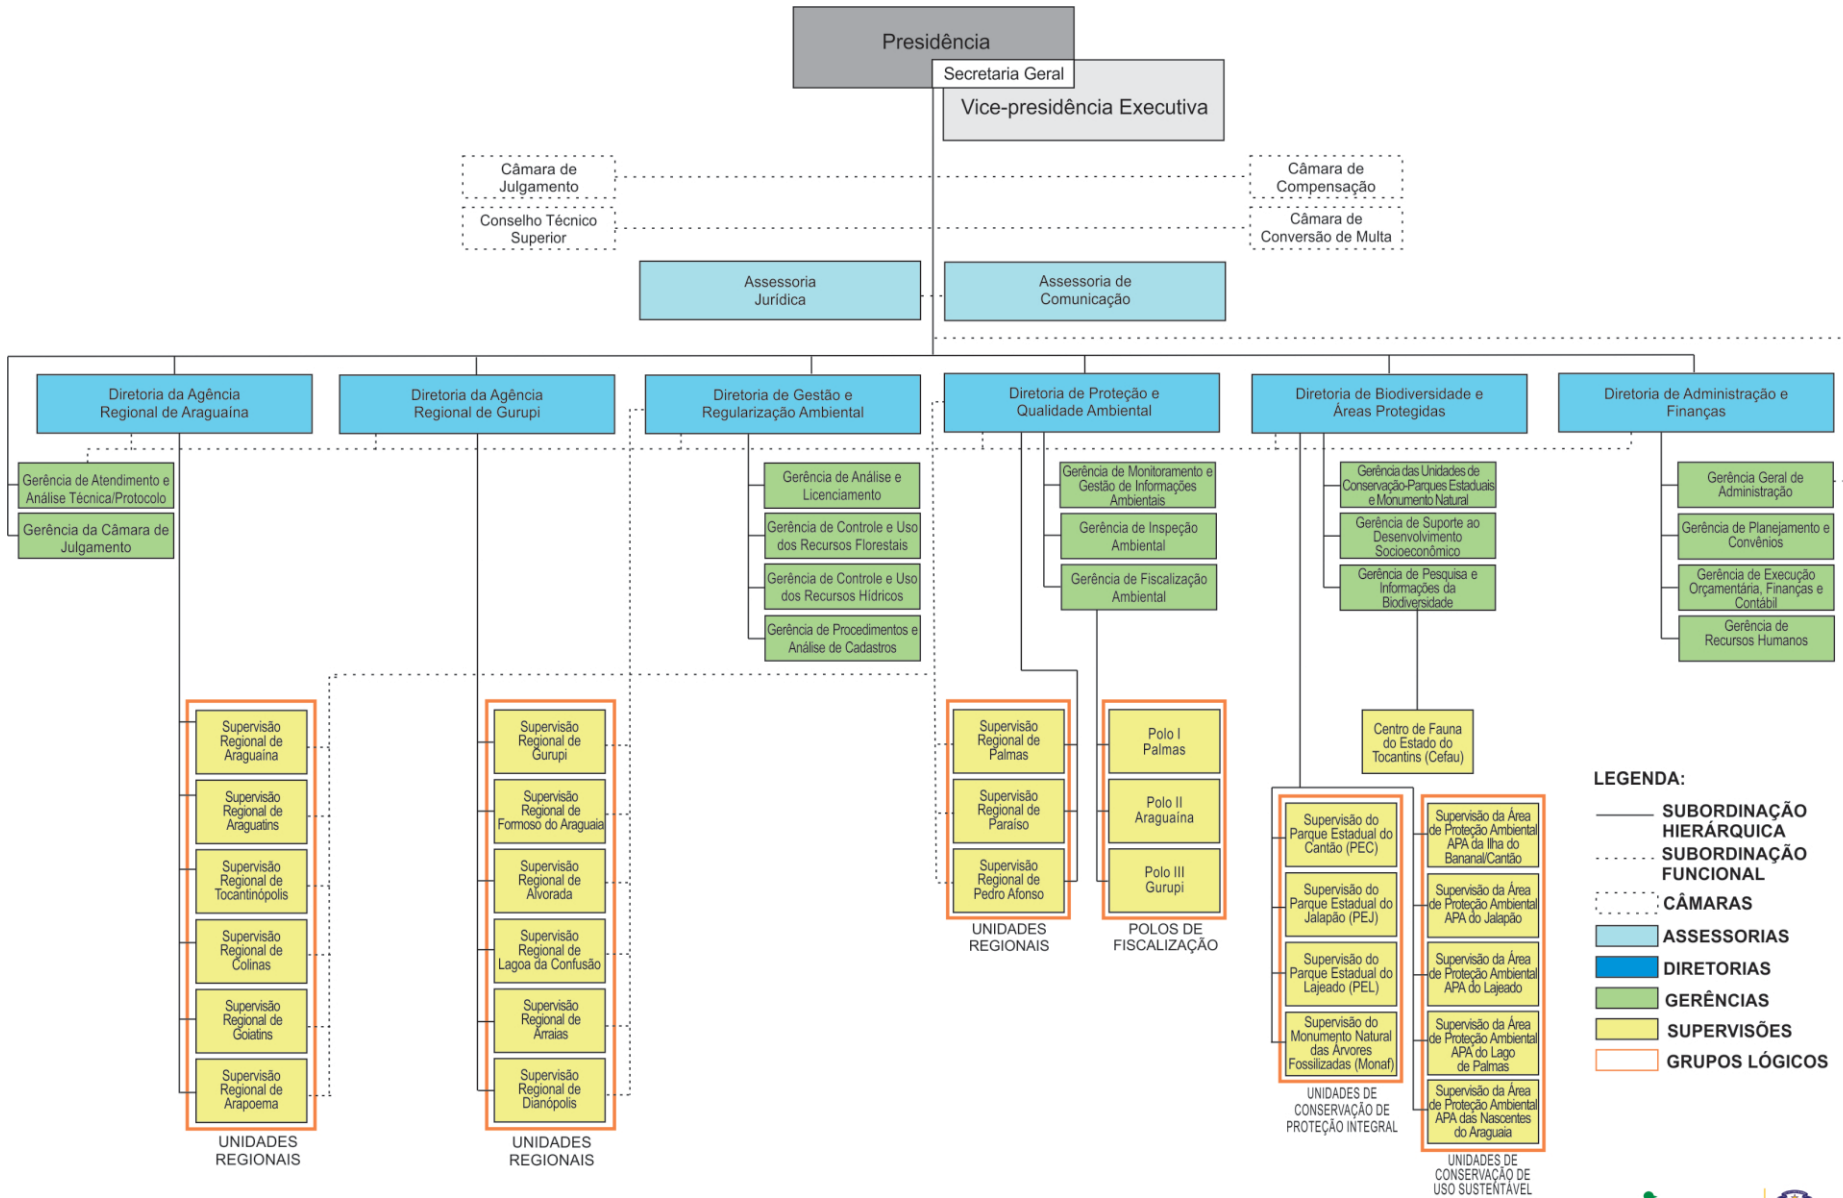 Presidência
Secretaria Geral
Vice-presidência Executiva
Câmara de
Julgamento
Câmara de
Compensação
Conselho Técnico
Superior
Câmara de
Conversão de Multa
Assessoria
Jurídica
Assessoria de
Comunicação
Diretoria da Agência
Regional de Araguaína
Diretoria da Agência
Regional de Gurupi
Diretoria de Gestão e
Regularização Ambiental
Diretoria de Proteção e
Qualidade Ambiental
Diretoria de Biodiversidade e
Áreas Protegidas
Diretoria de Administração e
Finanças
Gerência de Atendimento e
Análise Técnica/Protocolo
Gerência da Câmara de
Julgamento
Gerência de Análise e
Licenciamento
Gerência de Controle e Uso
dos Recursos Florestais
Gerência de Controle e Uso
dos Recursos Hídricos
Gerência de Procedimentos e
Análise de Cadastros
Gerência de Monitoramento e
Gestão de Informações
Ambientais
Gerência de Inspeção
Ambiental
Gerência de Fiscalização
Ambiental
Gerência das Unidades de
Conservação-Parques Estaduais
e Monumento Natural
Gerência de Suporte ao
Desenvolvimento
Socioeconômico
Gerência de Pesquisa e
Informações da
Biodiversidade
Gerência Geral de
Administração
Gerência de Planejamento e
Convênios
Gerência de Execução
Orçamentária, Finanças e
Contábil
Gerência de
Recursos Humanos
Supervisão
Regional de
Araguaína
Supervisão
Regional de
Araguatins
Supervisão
Regional de
Tocantinópolis
Supervisão
Regional de
Colinas
Supervisão
Regional de
Goiatins
Supervisão
Regional de
Arapoema
UNIDADES
REGIONAIS
Supervisão
Regional de
Gurupi
Supervisão
Regional de
Formoso do Araguaia
Supervisão
Regional de
Alvorada
Supervisão
Regional de
Lagoa da Confusão
Supervisão
Regional de
Arraias
Supervisão
Regional de
Dianópolis
UNIDADES
REGIONAIS
Supervisão
Regional de
Palmas
Supervisão
Regional de
Paraíso
Supervisão
Regional de
Pedro Afonso
UNIDADES
REGIONAIS
Polo I
Palmas
Polo II
Araguaína
Polo III
Gurupi
POLOS DE
FISCALIZAÇÃO
Centro de Fauna
do Estado do
Tocantins (Cefau)
Supervisão do
Parque Estadual do
Cantão (PEC)
Supervisão do
Parque Estadual do
Jalapão (PEJ)
Supervisão do
Parque Estadual do
Lajeado (PEL)
Supervisão do
Monumento Natural
das Árvores
Fossilizadas (Monaf)
UNIDADES DE
CONSERVAÇÃO DE
PROTEÇÃO INTEGRAL
Supervisão da Área
de Proteção Ambiental
APA da Ilha do
Bananal/Cantão
Supervisão da Área
de Proteção Ambiental
APA do Jalapão
Supervisão da Área
de Proteção Ambiental
APA do Lajeado
Supervisão da Área
de Proteção Ambiental
APA do Lago
de Palmas
Supervisão da Área
de Proteção Ambiental
APA das Nascentes
do Araguaia
UNIDADES DE
CONSERVAÇÃO DE
USO SUSTENTÁVEL
LEGENDA:
SUBORDINAÇÃO
HIERÁRQUICA
SUBORDINAÇÃO
FUNCIONAL
CÂMARAS
ASSESSORIAS
DIRETORIAS
GERÊNCIAS
SUPERVISÕES
GRUPOS LÓGICOS